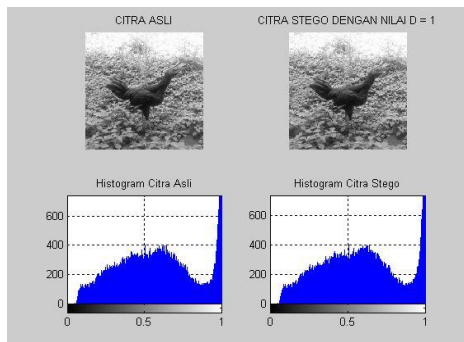 CITRA ASLI
CITRA STEGO DENGAN NILAI D = 1
Histogram Citra Asli
600
400
200
0
0 0.5 1
Histogram Citra Stego
600
400
200
0
0 0.5 1